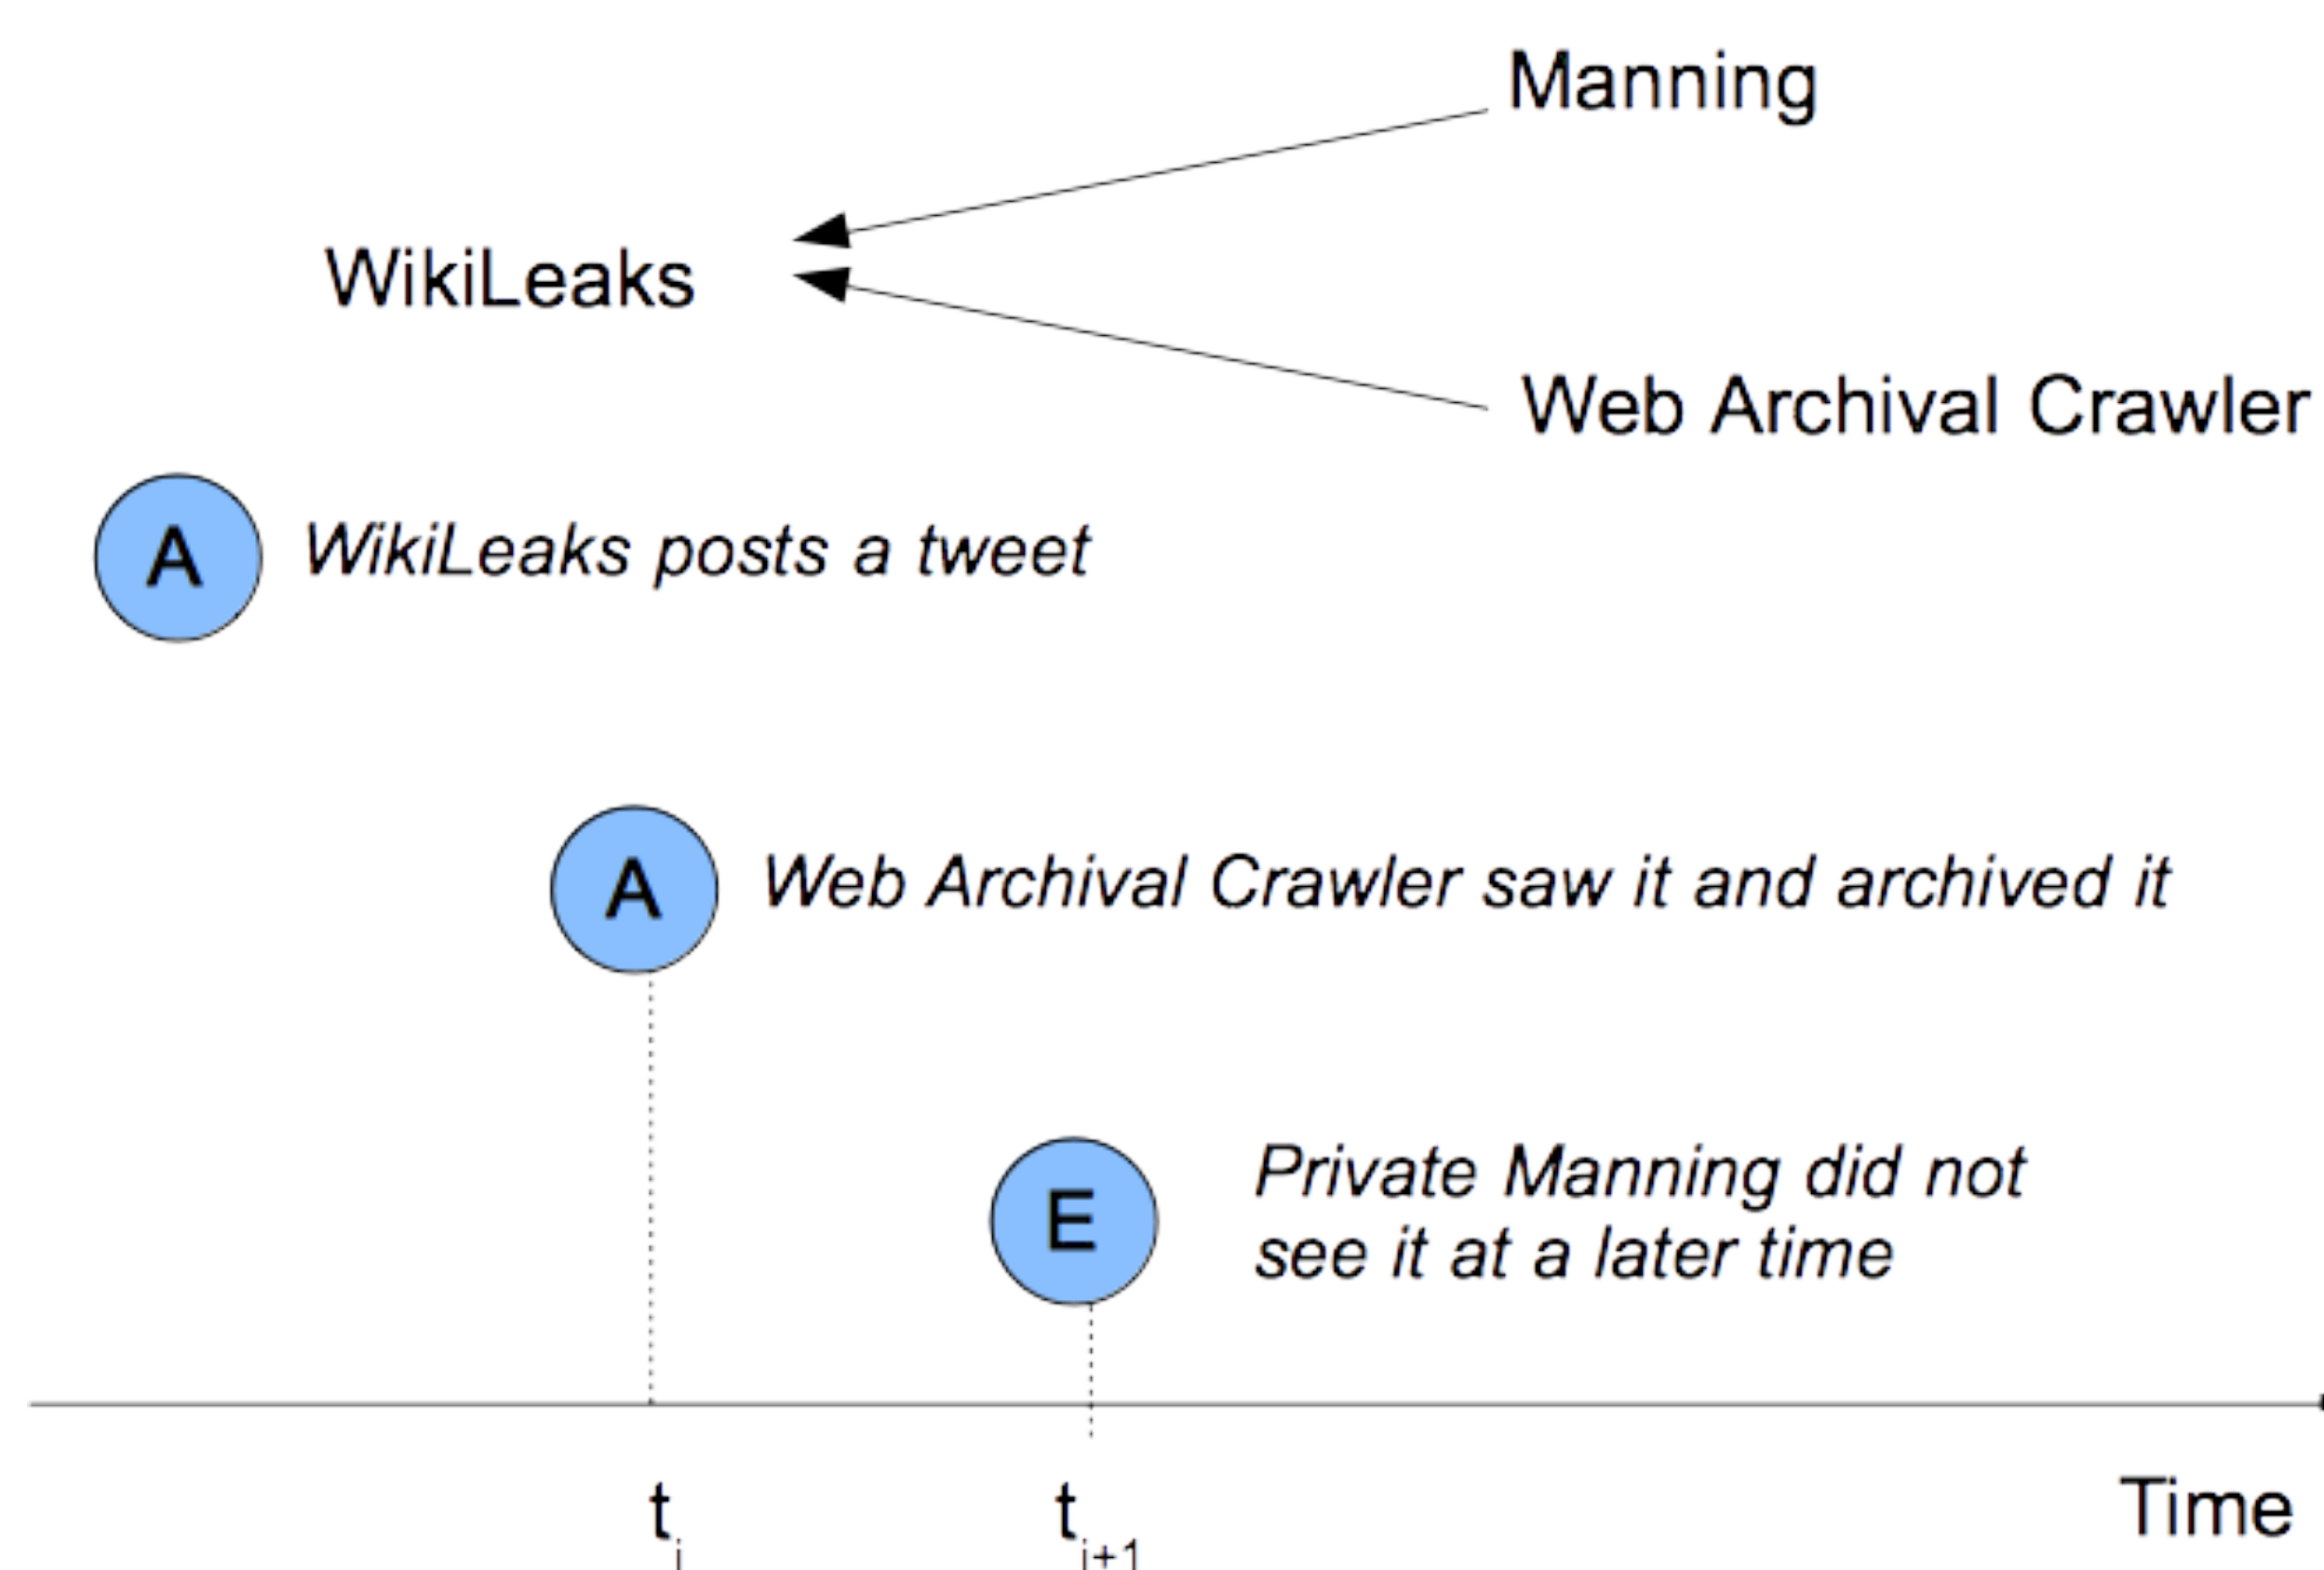 Manning
WikiLeaks
Web Archival Crawler
A WikiLeaks posts a tweet
A Web Archival Crawler saw it and archived it
E Private Manning did not
see it at a later time
t i t i+1 Time